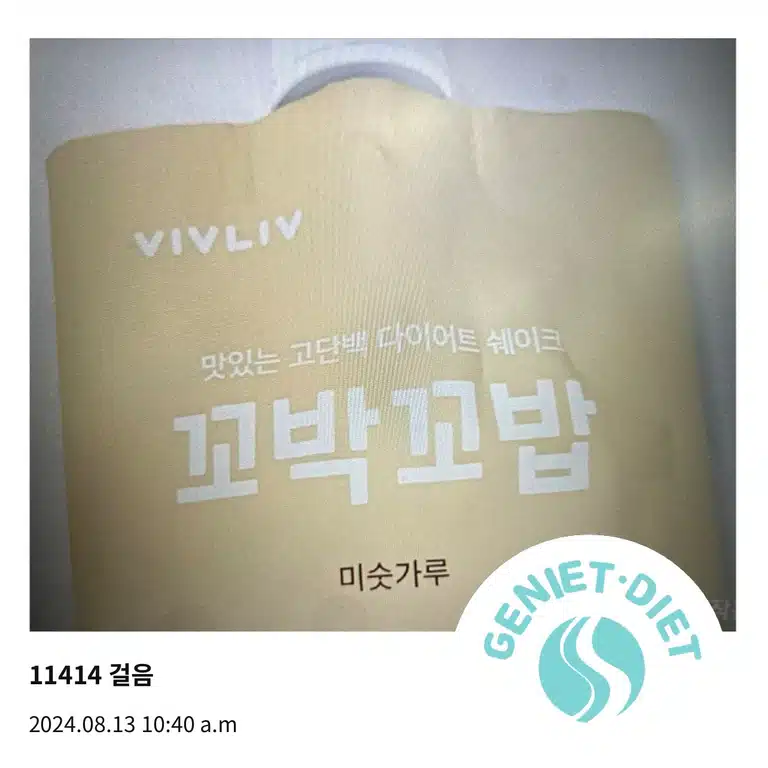 VIVLIV
맛있는 고단백 다이어트 쉐이크
꼬박꼬밥
미숫가루
GENIET·DIET
11414 걸음
2024.08.13 10:40 a.m